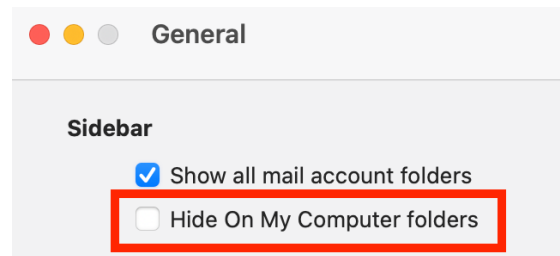 General
Sidebar
Show all mail account folders
Hide On My Computer folders